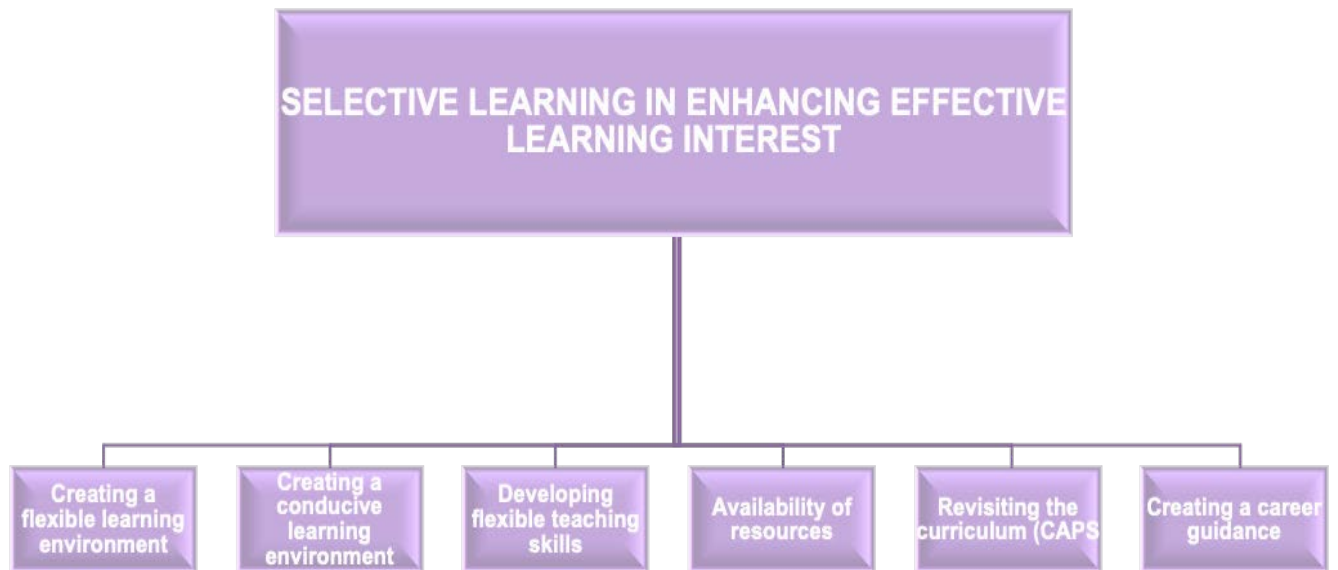 SELECTIVE LEARNING IN ENHANCING EFFECTIVE
LEARNING INTEREST
Creating a
flexible learning
environment
Creating a
conducive
learning
environment
Developing
flexible teaching
skills
Availability of
resources
Revisiting the
curriculum (CAPS
Creating a career
guidance